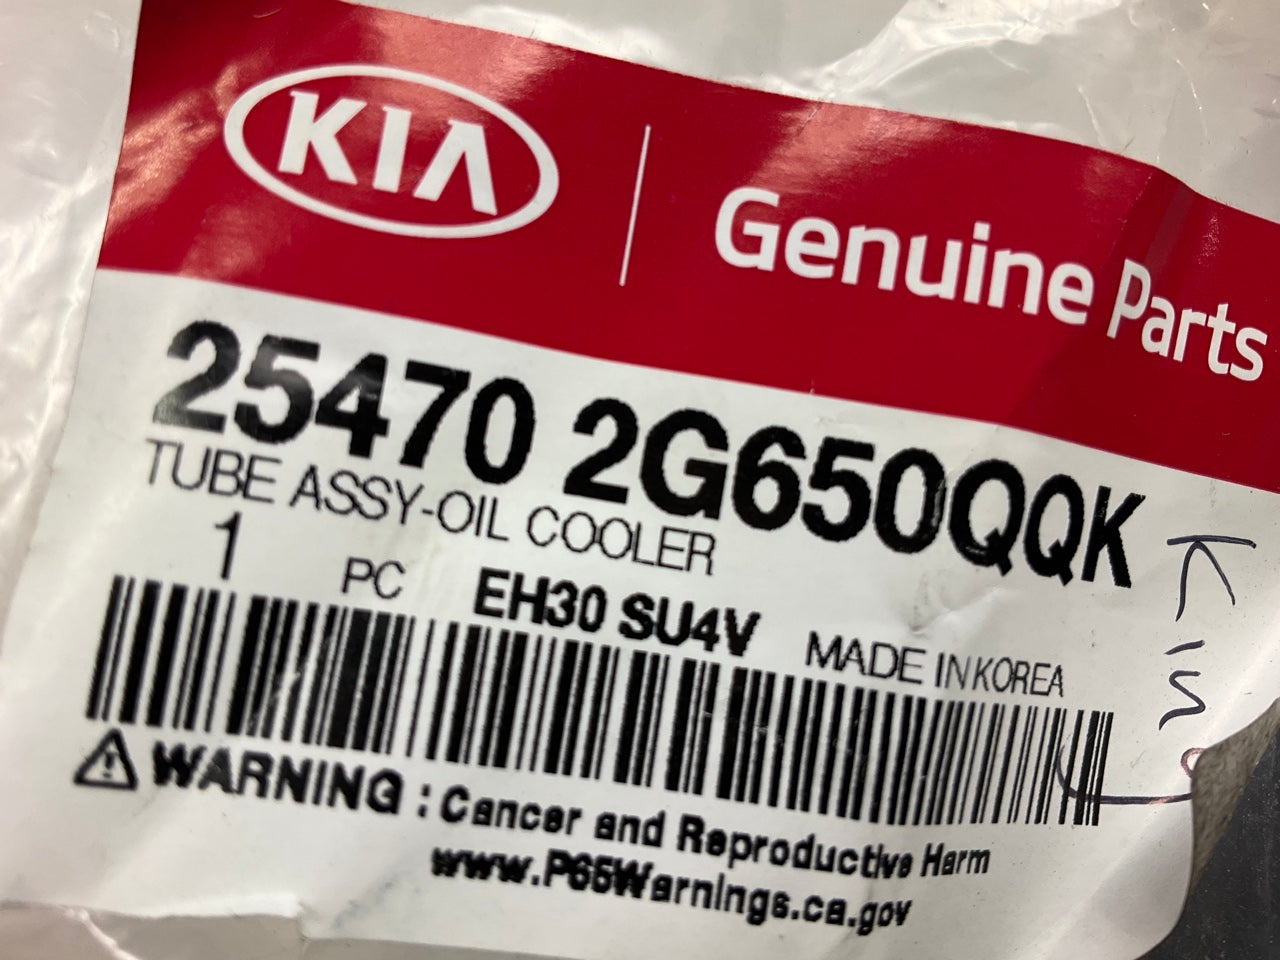 KIA
Genuine Parts
25470 2G650QQK
TUBE ASSY-OIL COOLER
1 PC EH30 SU4V MADE IN KOREA
King
WARNING : Cancer and Reproductive Harm
www.P65Warnings.ca.gov